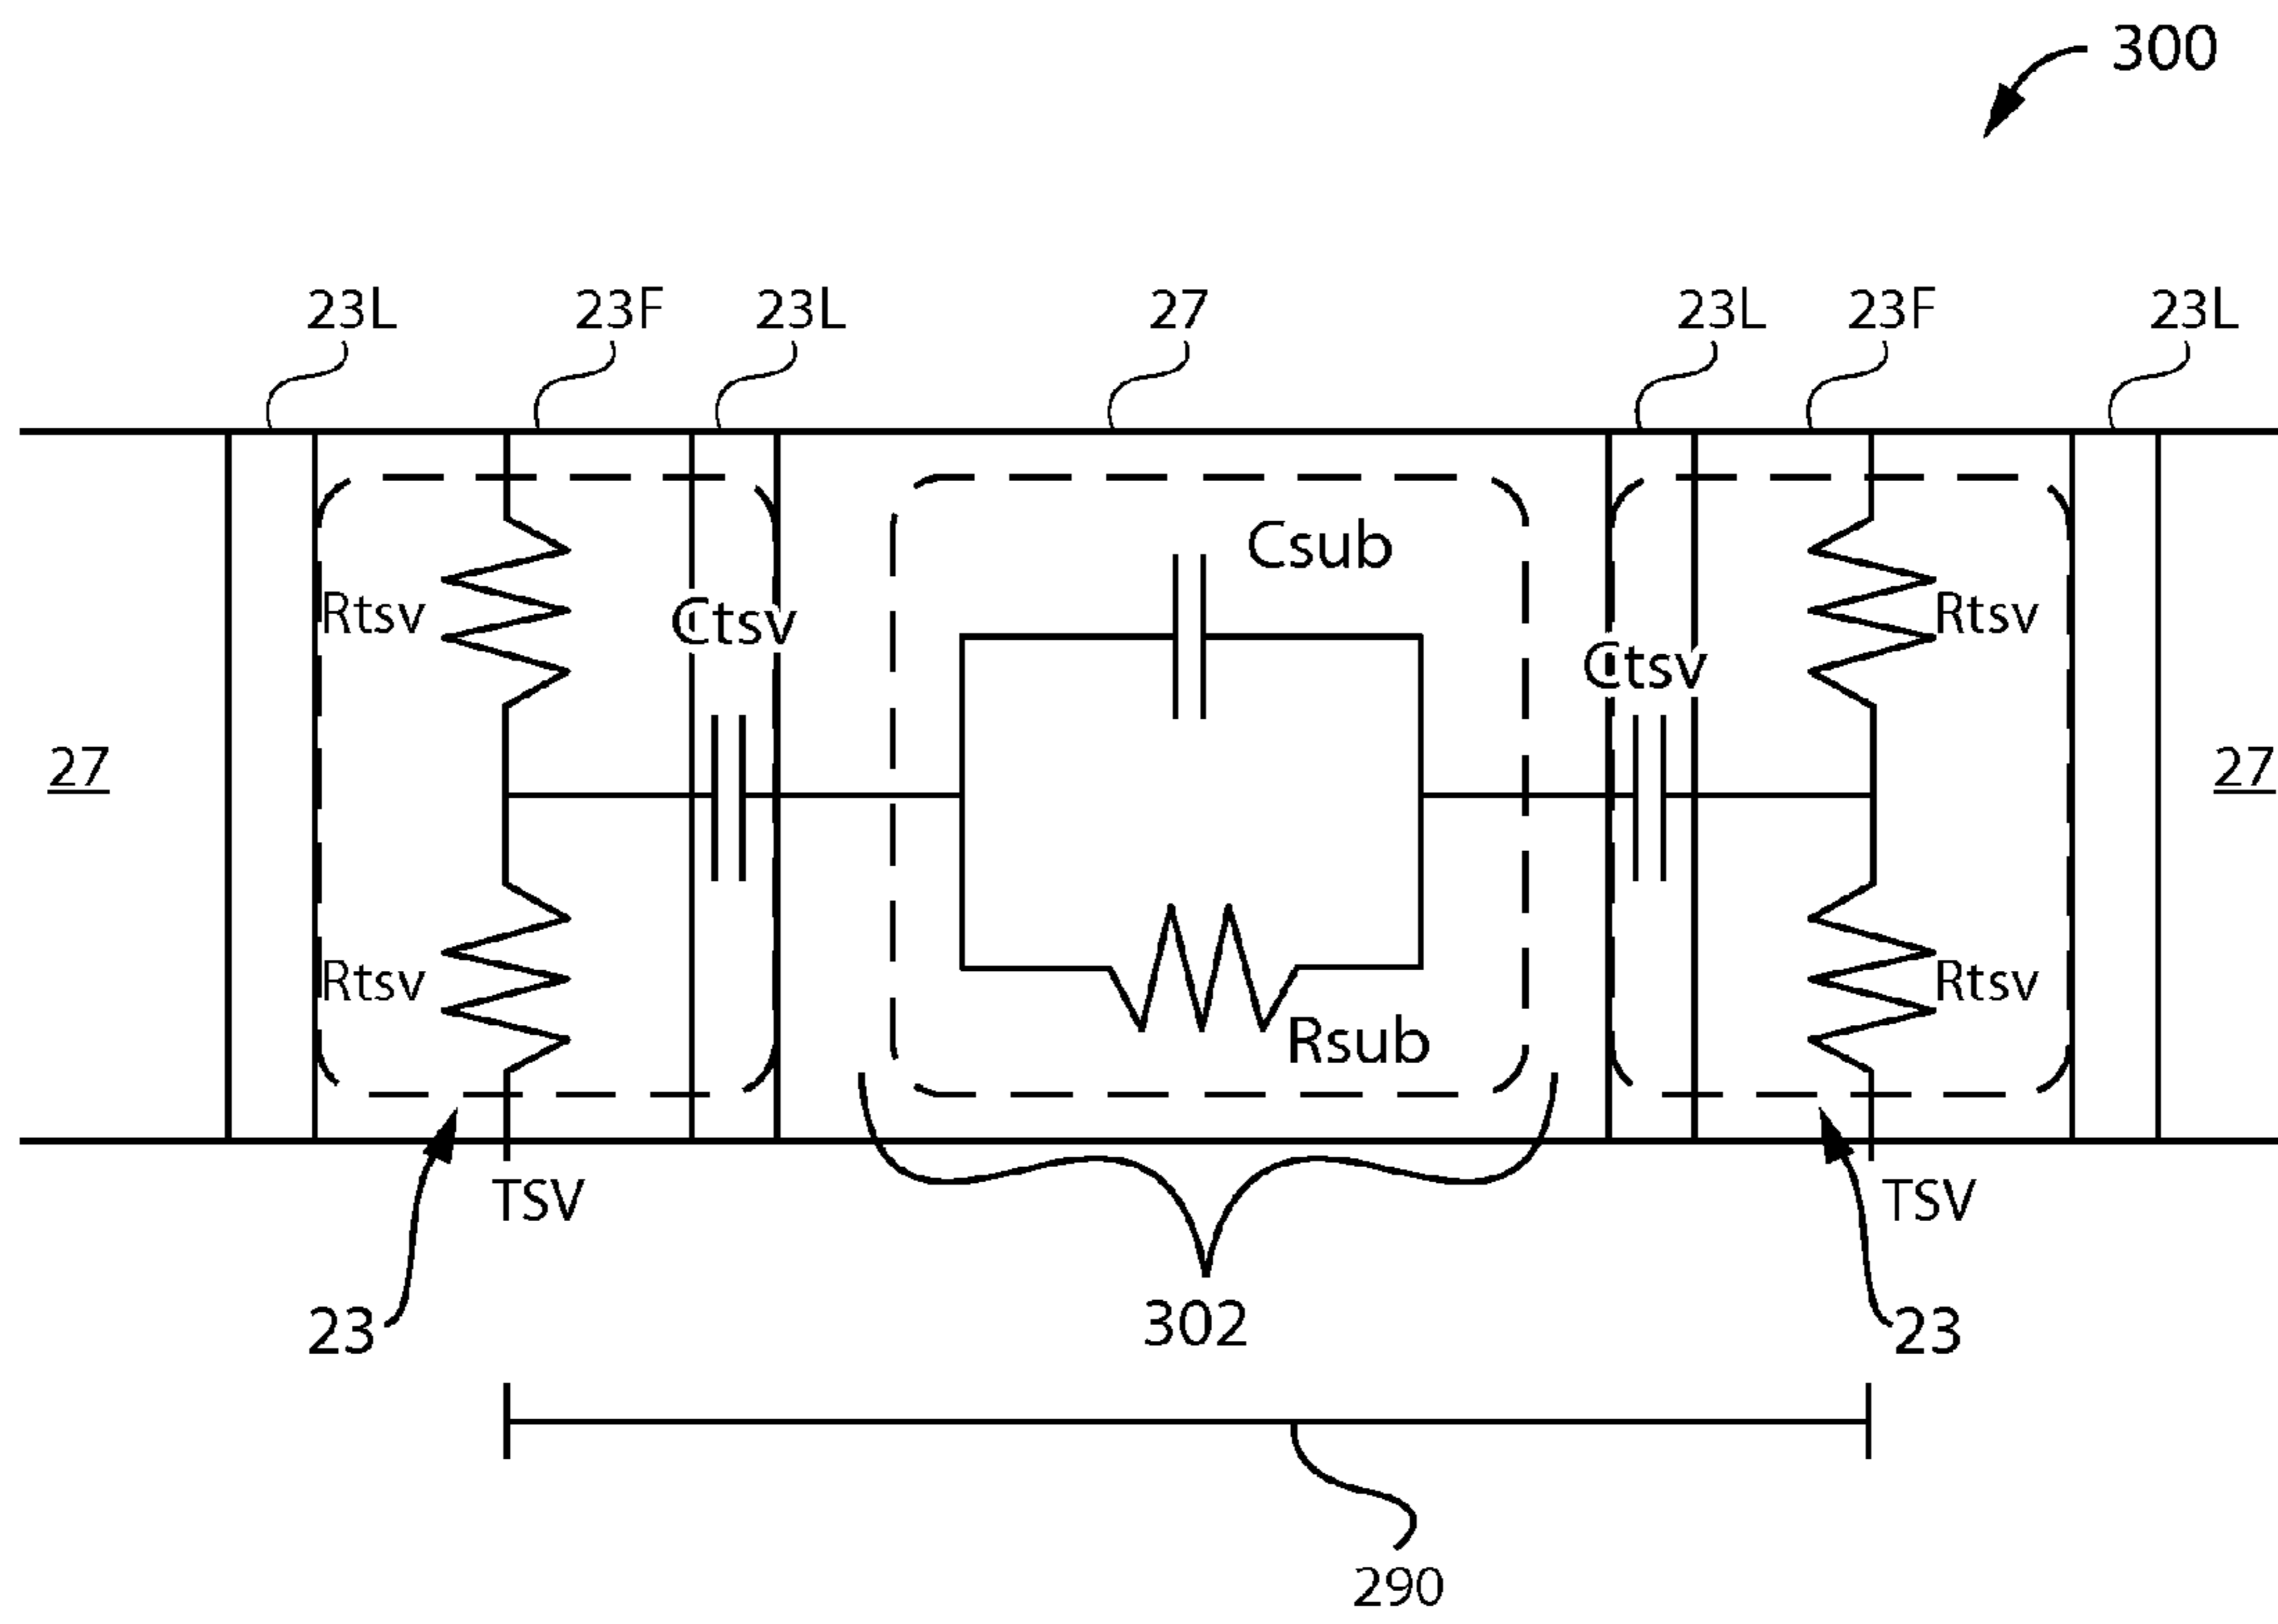 300
23L 23F 23L 27 23L 23F 23L
Csub
Rtsv Ctsv Rtsv
Ctsv
27 27
Rtsv Rtsv
Rsub
TSV TSV
23 302 23
290